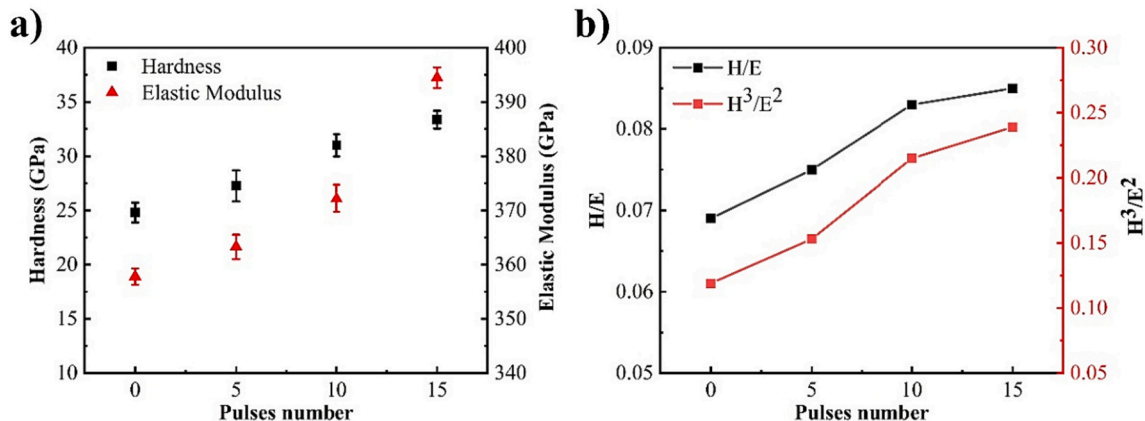 a)
Hardness (GPa)
40
35
30
25
20
15
10
Hardness
Elastic Modulus
400
390
380
370
360
350
340
Elastic Modulus (GPa)
0 5 10 15
Pulses number
b)
H/E
0.09
0.08
0.07
0.06
0.05
H/E
H³/E²
0.30
0.25
0.20
0.15
0.10
0.05
H³/E²
0 5 10 15
Pulses number